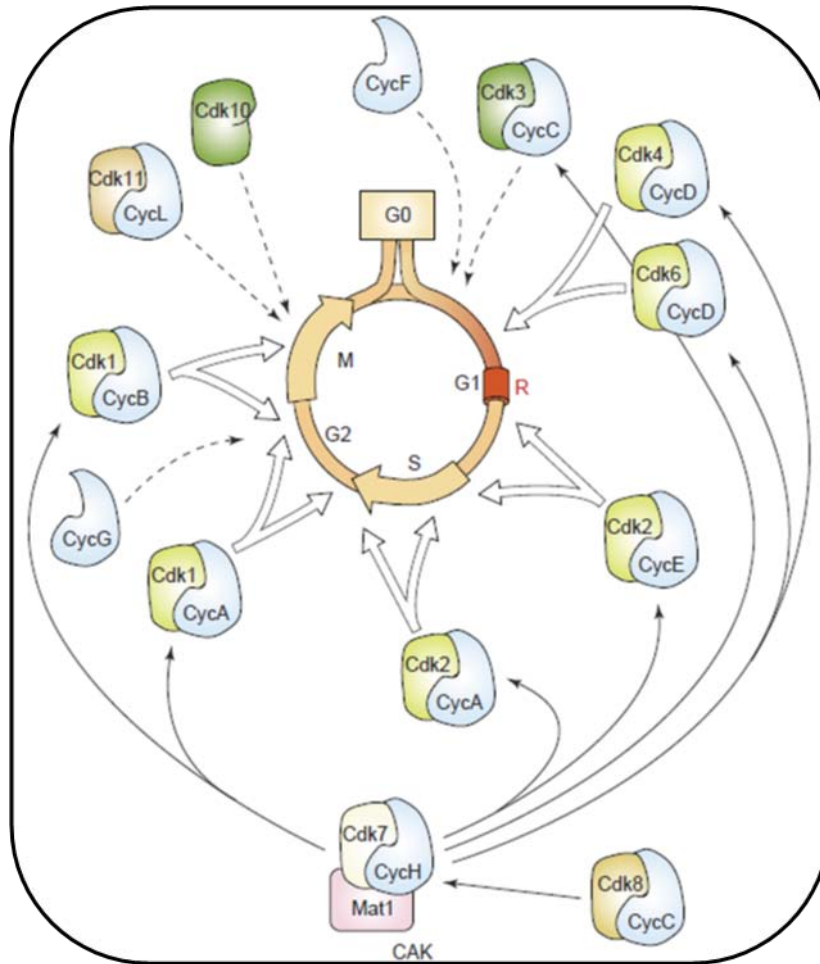 CycF
Cdk3
CycC
Cdk10
Cdk4
CycD
Cdk11
CycL
G0
Cdk6
CycD
Cdk1
CycB
M
G1
R
G2
S
CycG
Cdk2
CycE
Cdk1
CycA
Cdk2
CycA
Cdk7
CycH
Mat1
Cdk8
CycC
CAK